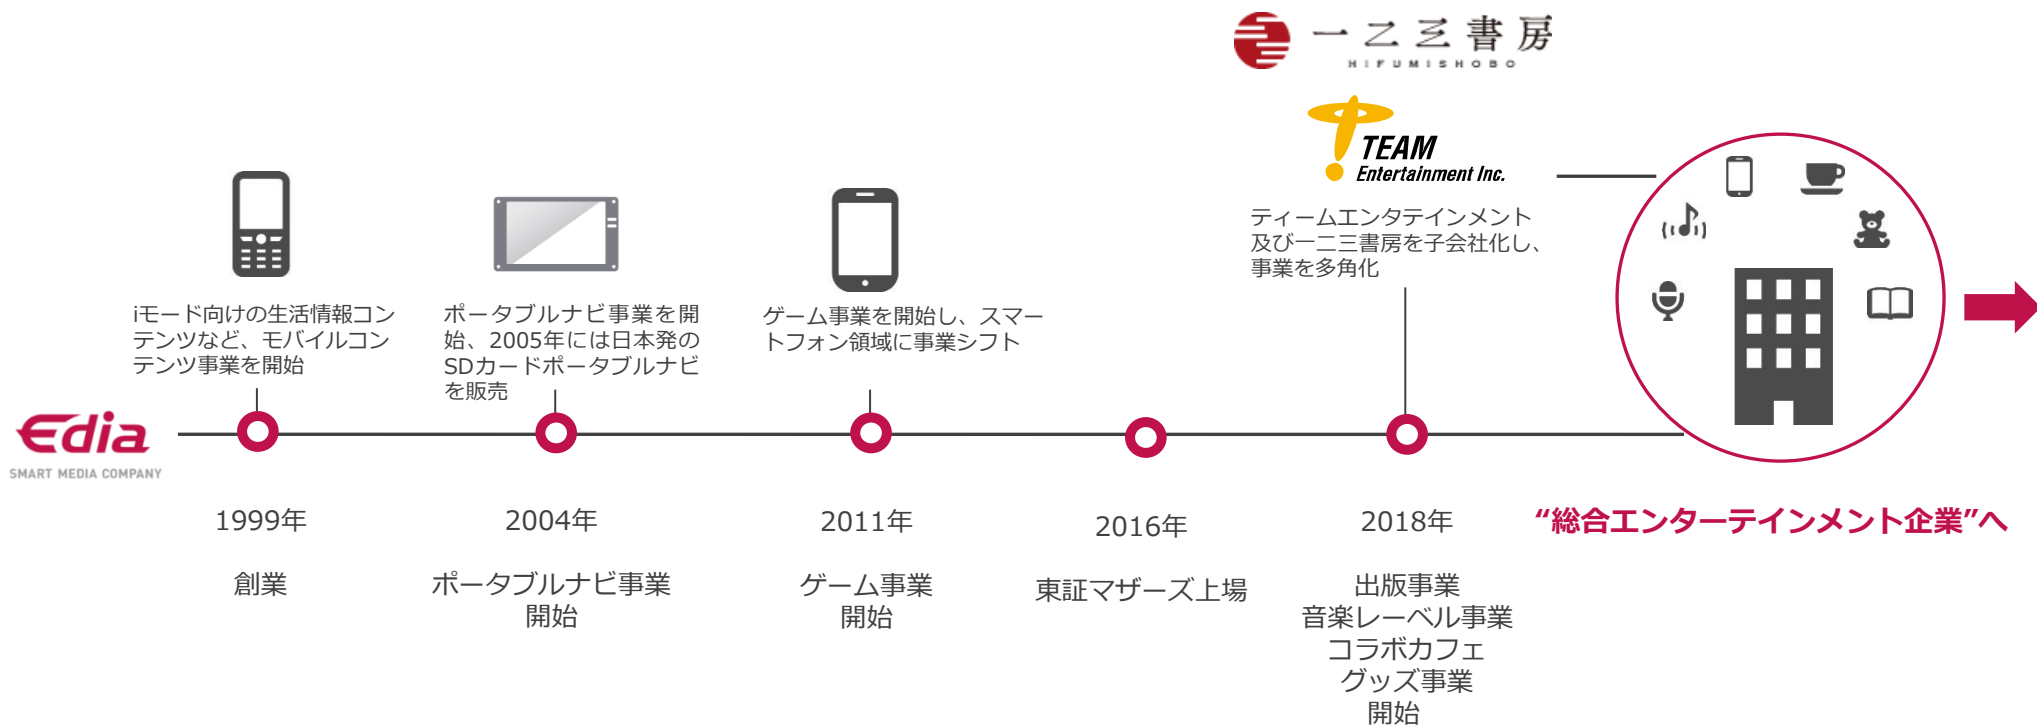 一二三書房
HIFUMISHOBO
TEAM
Entertainment Inc.
ティームエンタテインメント
及び一二三書房を子会社化し、
事業を多角化
iモード向けの生活情報コン
テンツなど、モバイルコン
テンツ事業を開始
ポータブルナビ事業を開
始、2005年には日本発の
SDカードポータブルナビ
を販売
ゲーム事業を開始し、スマー
トフォン領域に事業シフト
Edia
SMART MEDIA COMPANY
1999年
創業
2004年
ポータブルナビ事業
開始
2011年
ゲーム事業
開始
2016年
東証マザーズ上場
2018年
出版事業
音楽レーベル事業
コラボカフェ
グッズ事業
開始
“総合エンターテインメント企業”へ